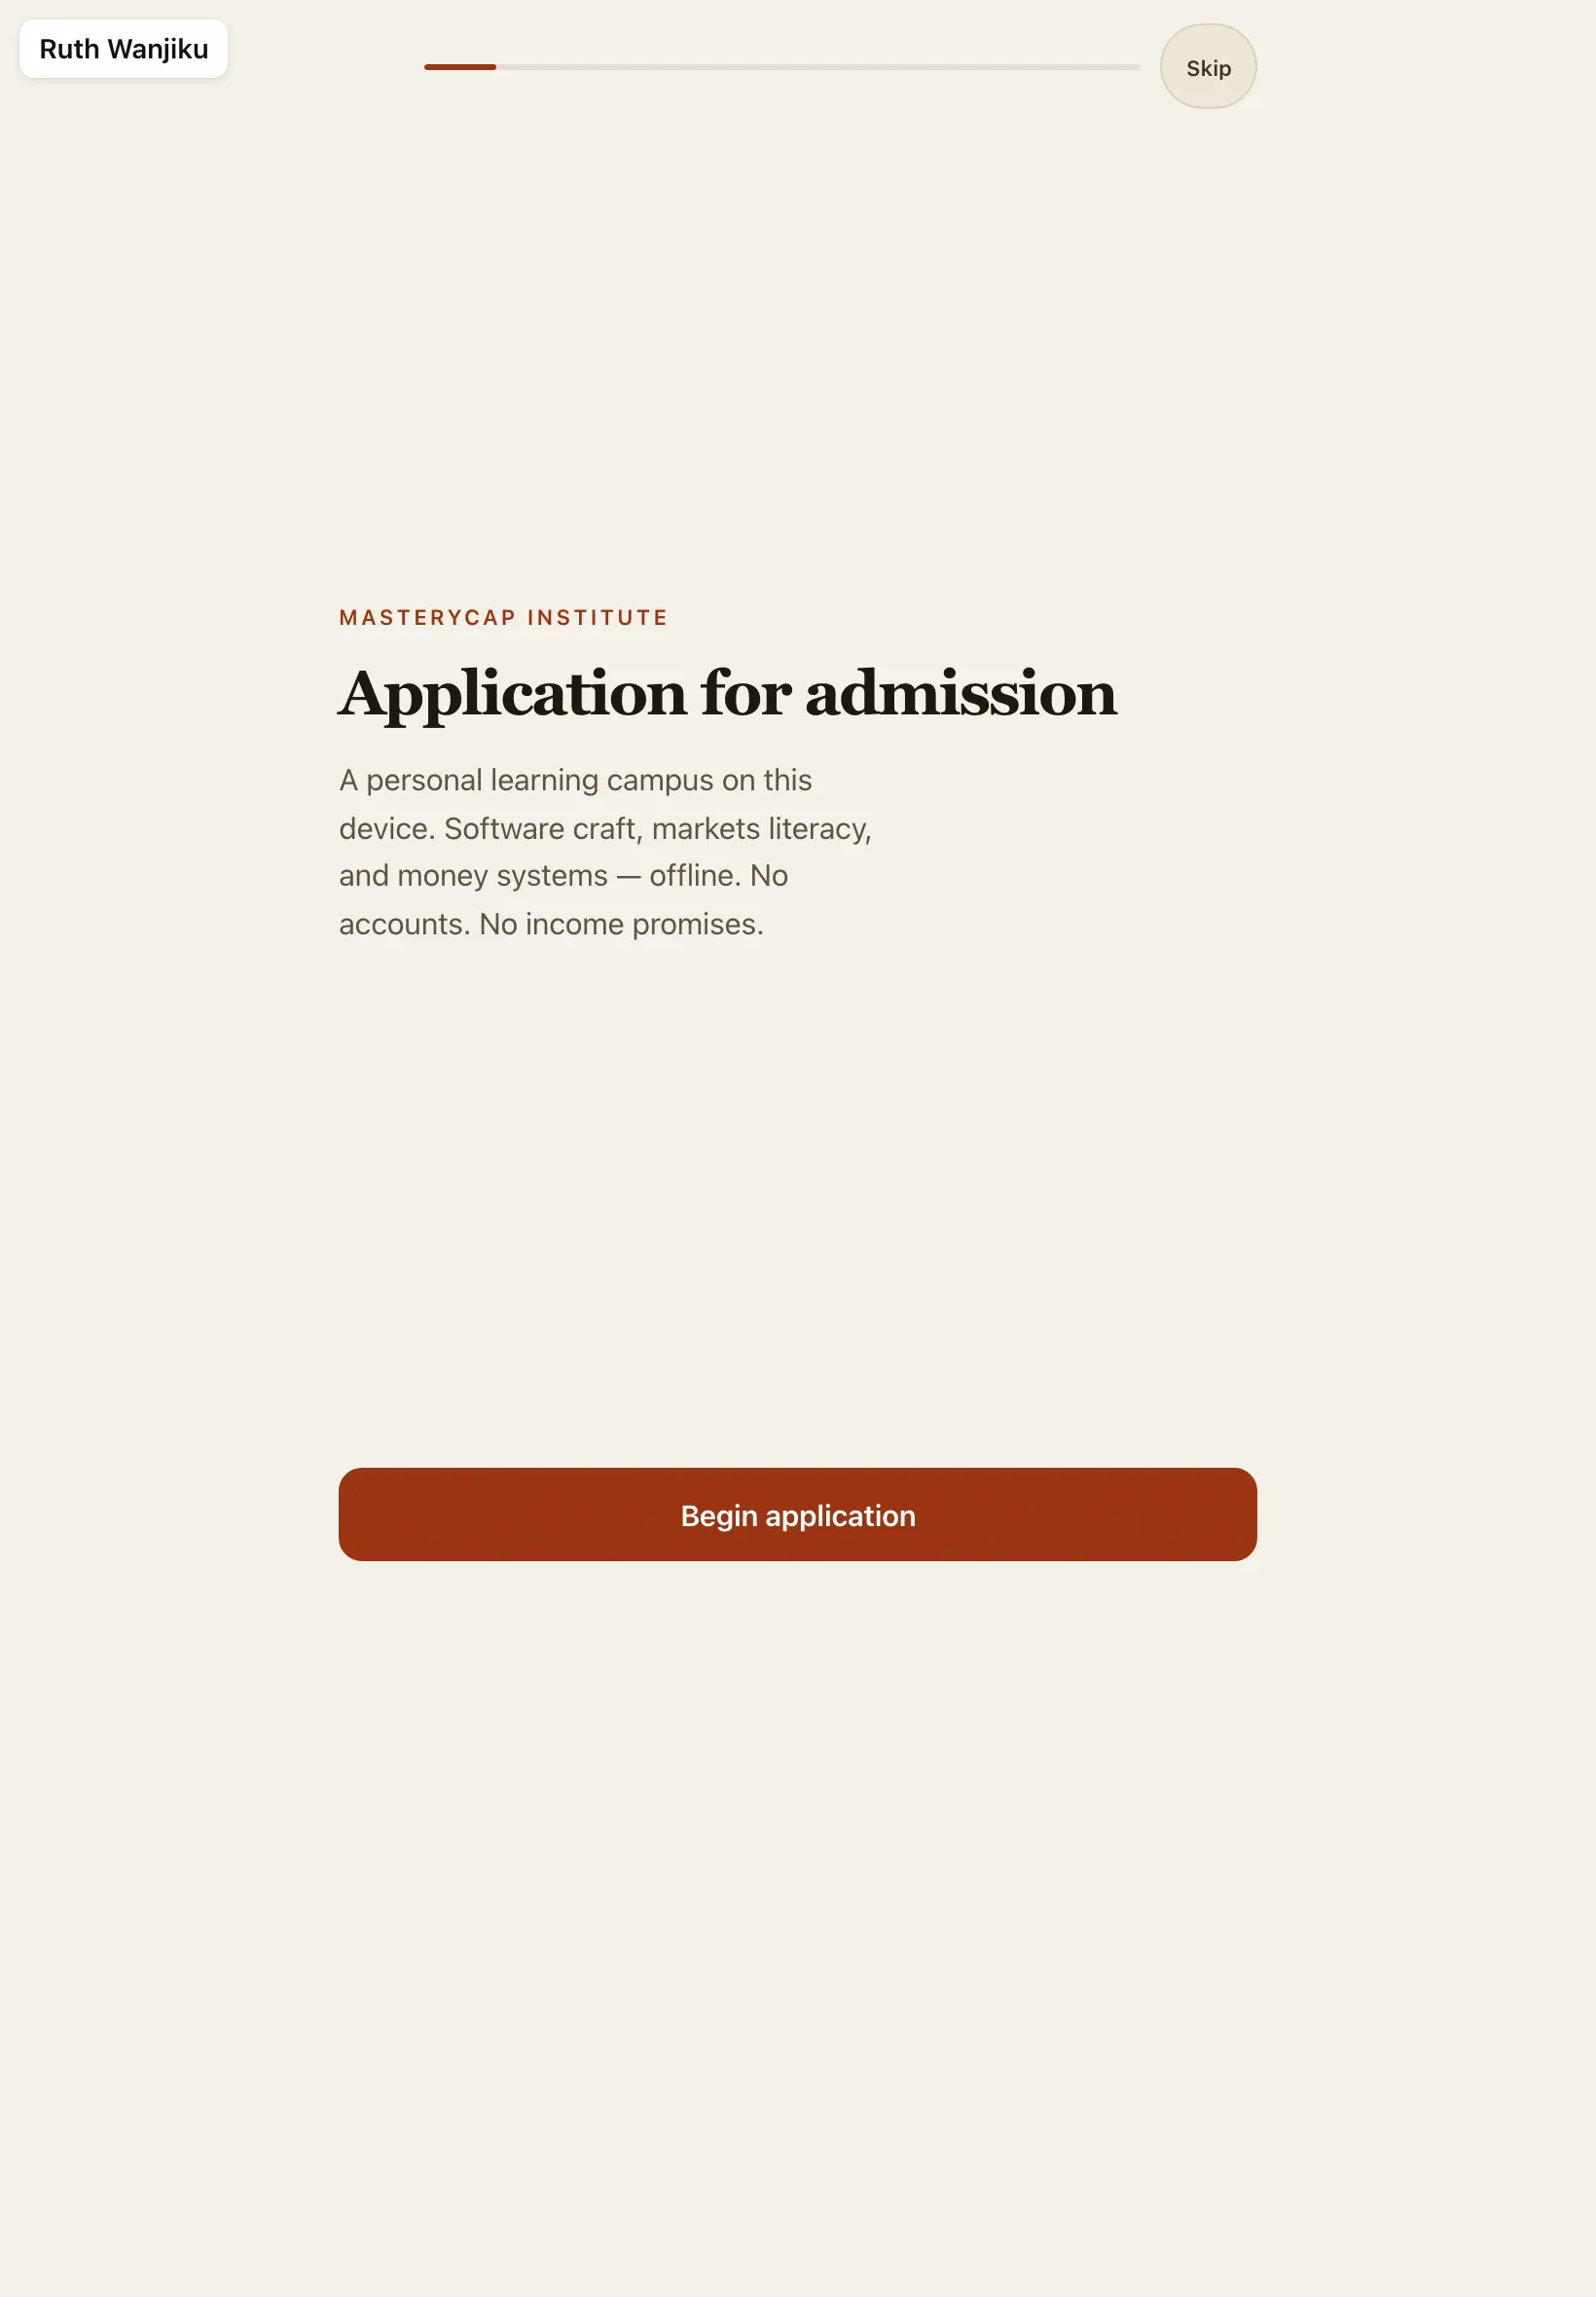 Ruth Wanjiku
Skip
MASTERYCAP INSTITUTE
Application for admission
A personal learning campus on this
device. Software craft, markets literacy,
and money systems — offline. No
accounts. No income promises.
Begin application